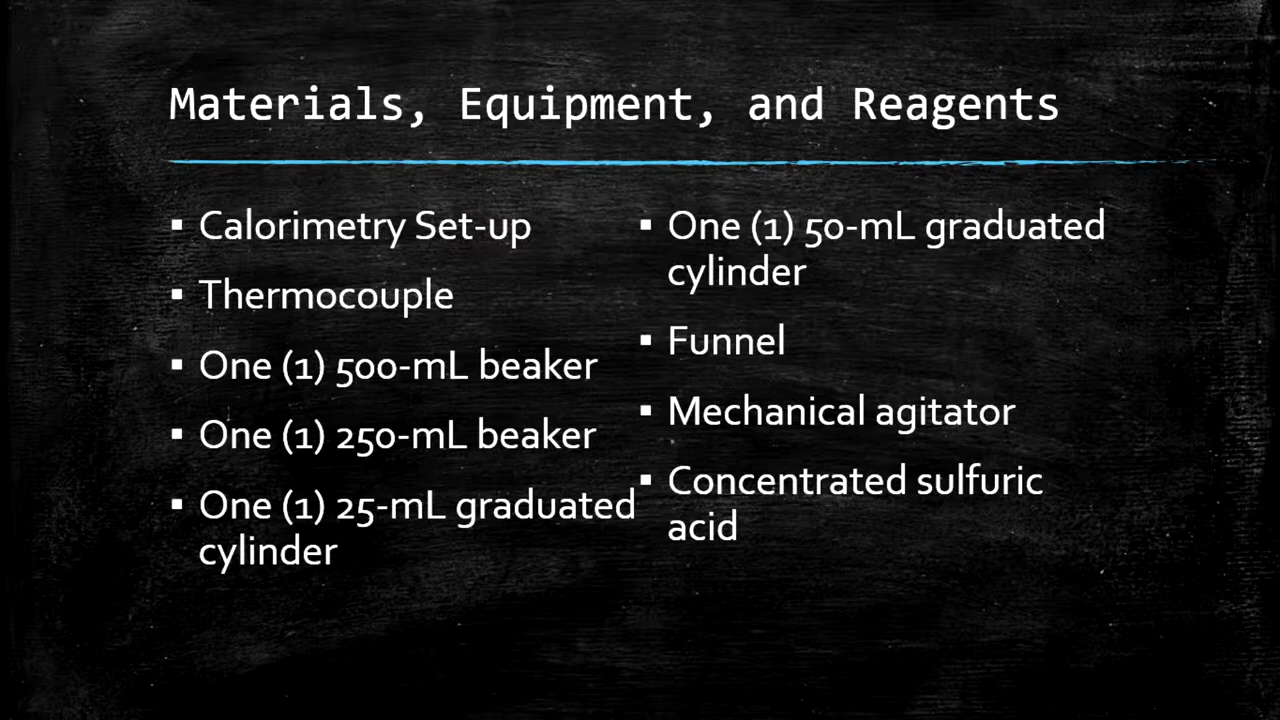 Materials, Equipment, and Reagents
▪ Calorimetry Set-up
▪ Thermocouple
▪ One (1) 500-mL beaker
▪ One (1) 250-mL beaker
▪ One (1) 25-mL graduated
cylinder
▪ One (1) 50-mL graduated
cylinder
▪ Funnel
▪ Mechanical agitator
▪ Concentrated sulfuric
acid